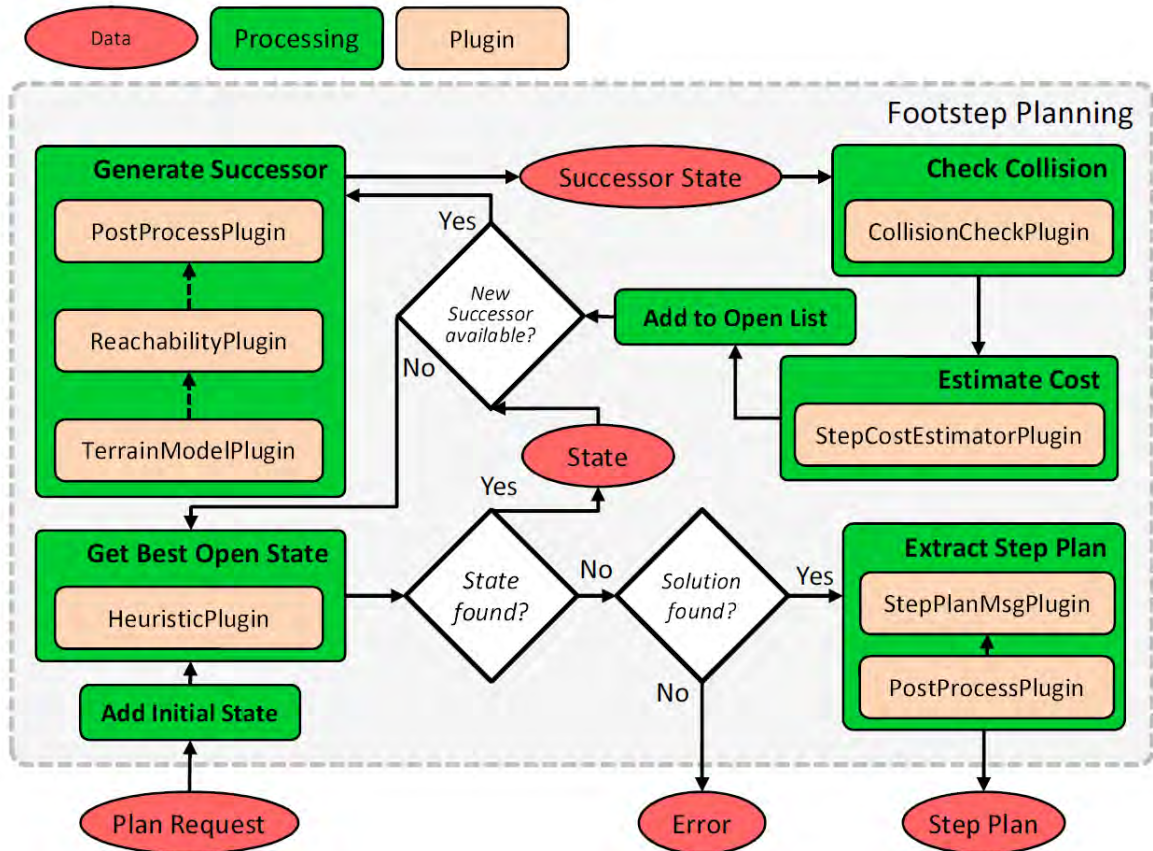 Data
Processing
Plugin
Footstep Planning
Generate Successor
PostProcessPlugin
ReachabilityPlugin
TerrainModelPlugin
Successor State
Check Collision
CollisionCheckPlugin
Yes
New
Successor
available?
No
Add to Open List
Estimate Cost
StepCostEstimatorPlugin
State
Yes
Get Best Open State
HeuristicPlugin
State
found?
No
Solution
found?
Yes
No
Extract Step Plan
StepPlanMsgPlugin
PostProcessPlugin
Add Initial State
Plan Request
Error
Step Plan